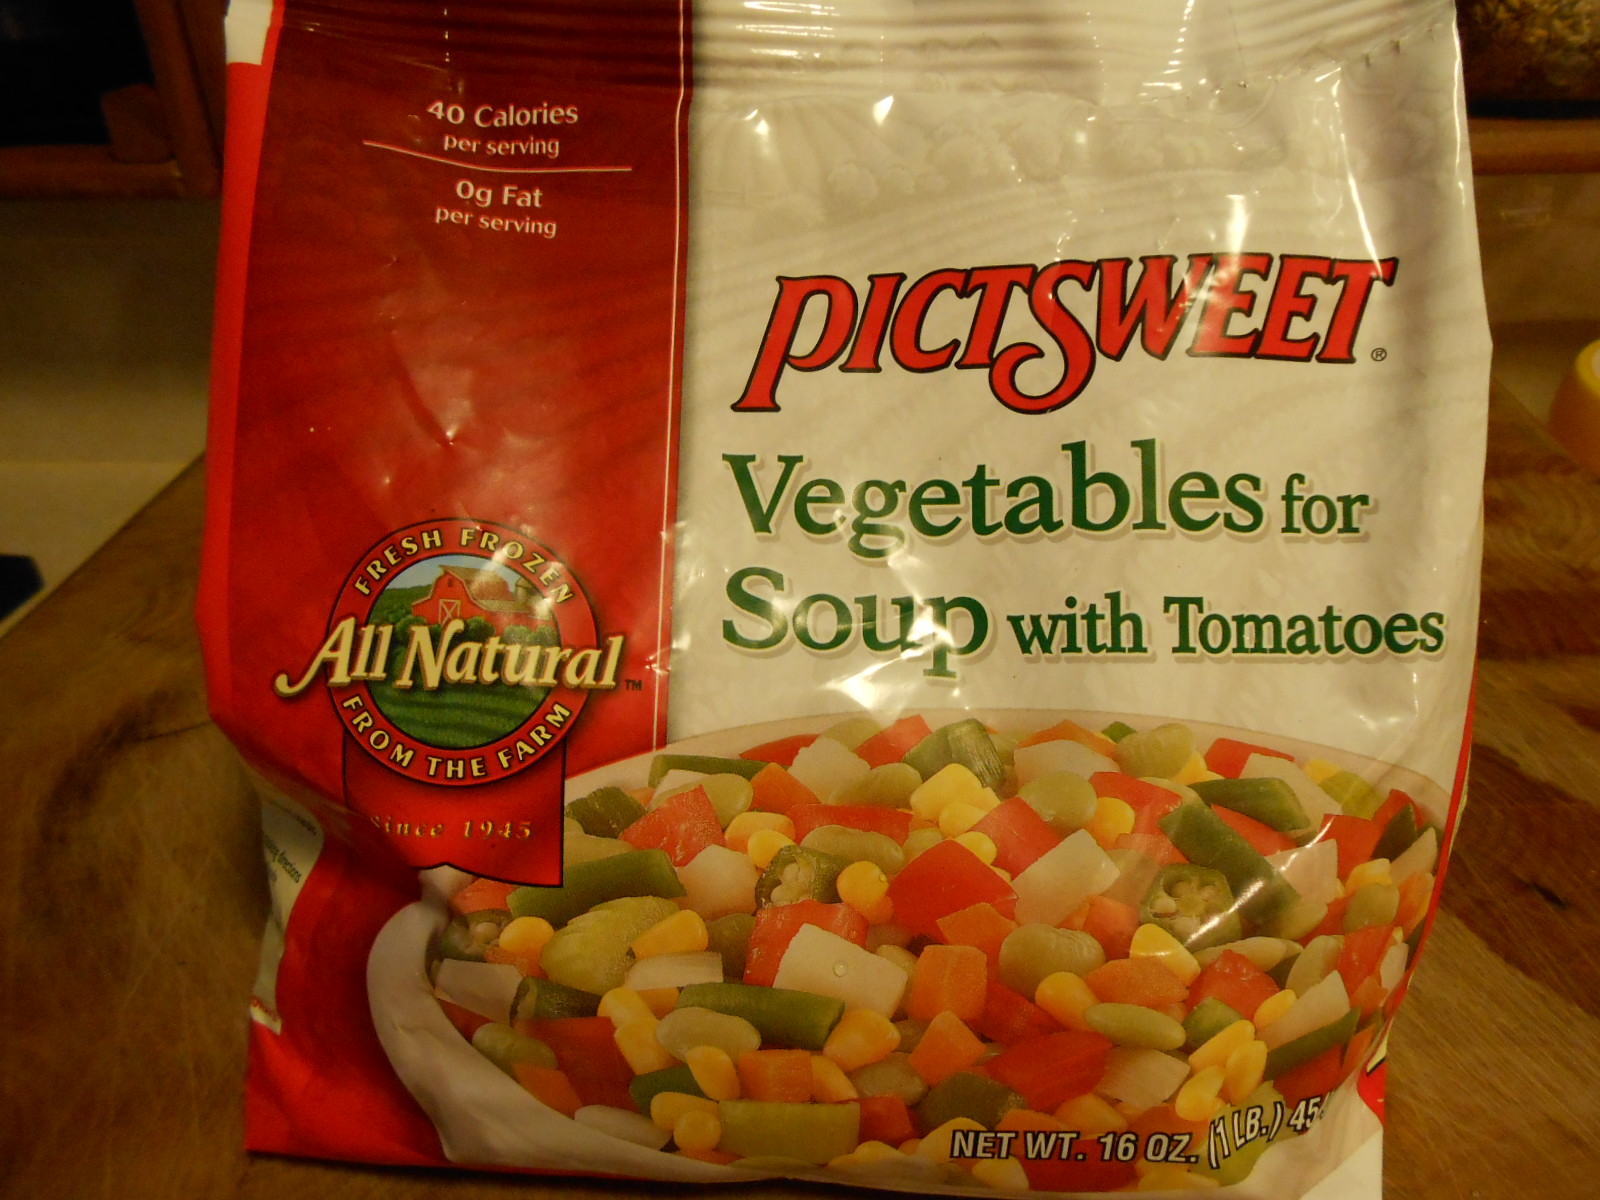 40 Calories
per serving
0g Fat
per serving
PICTSWEET®
Vegetables for
Soup with Tomatoes
FRESH FROZEN
All Natural™
FROM THE FARM
Since 1945
NET WT. 16 OZ. (1 LB.)